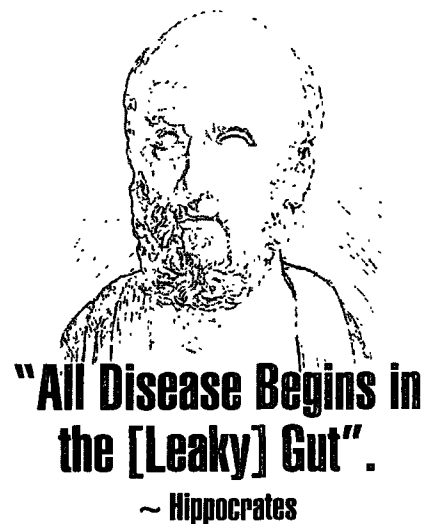 "All Disease Begins in
the [Leaky] Gut".
~ Hippocrates